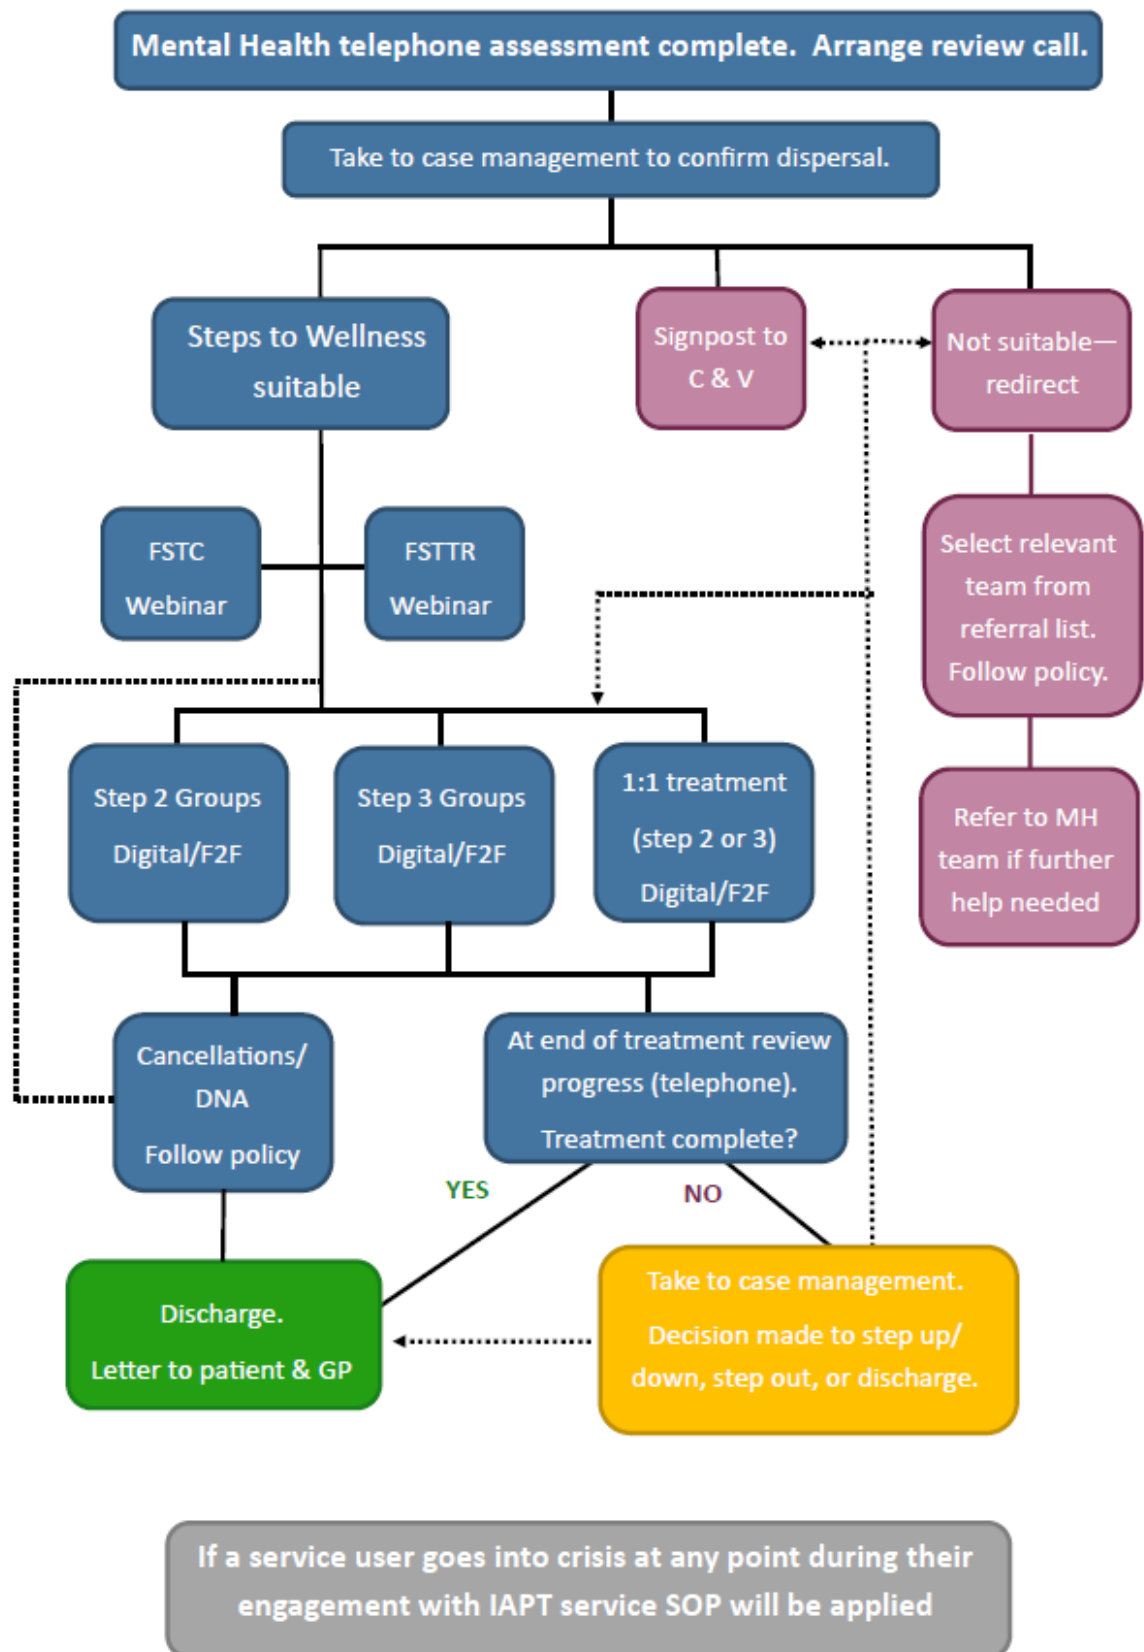 Mental Health telephone assessment complete.  Arrange review call.
Take to case management to confirm dispersal.
Steps to Wellness
suitable
Signpost to
C & V
Not suitable—
redirect
FSTC
Webinar
FSTTR
Webinar
Select relevant
team from
referral list.
Follow policy.
Step 2 Groups
Digital/F2F
Step 3 Groups
Digital/F2F
1:1 treatment
(step 2 or 3)
Digital/F2F
Refer to MH
team if further
help needed
Cancellations/
DNA
Follow policy
At end of treatment review
progress (telephone).
Treatment complete?
YES
NO
Discharge.
Letter to patient & GP
Take to case management.
Decision made to step up/
down, step out, or discharge.
If a service user goes into crisis at any point during their
engagement with IAPT service SOP will be applied